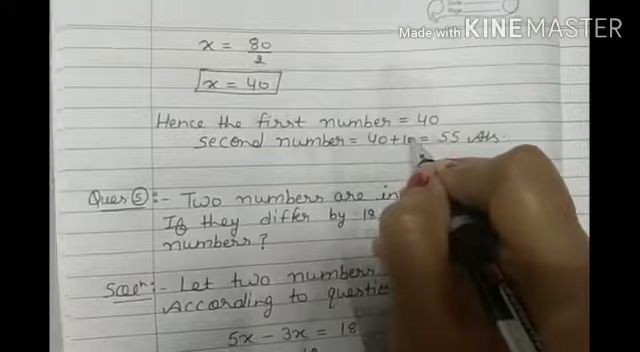 Made with KINEMASTER
x = 80/2
x = 40
Hence the first number = 40
second number = 40+10= 55 Ans.
Ques 5 :- Two numbers are in
If they differ by 18
numbers?
Soln :- Let two numbers
According to questio
5x - 3x = 18
18